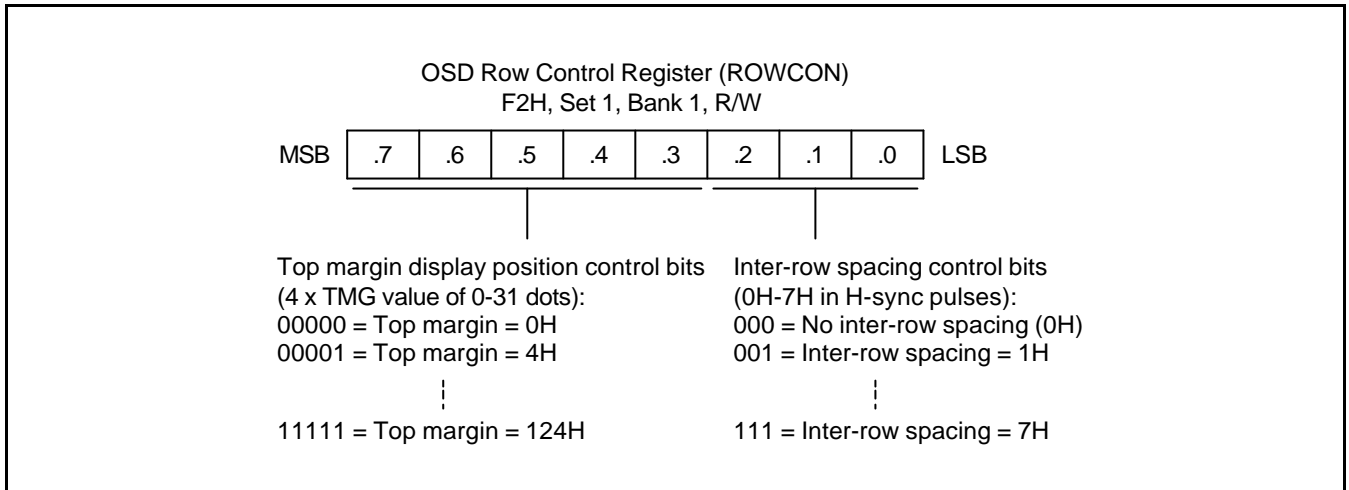 OSD Row Control Register (ROWCON)
F2H, Set 1, Bank 1, R/W
MSB .7 .6 .5 .4 .3 .2 .1 .0 LSB
Top margin display position control bits
(4 x TMG value of 0-31 dots):
00000 = Top margin = 0H
00001 = Top margin = 4H
11111 = Top margin = 124H
Inter-row spacing control bits
(0H-7H in H-sync pulses):
000 = No inter-row spacing (0H)
001 = Inter-row spacing = 1H
111 = Inter-row spacing = 7H